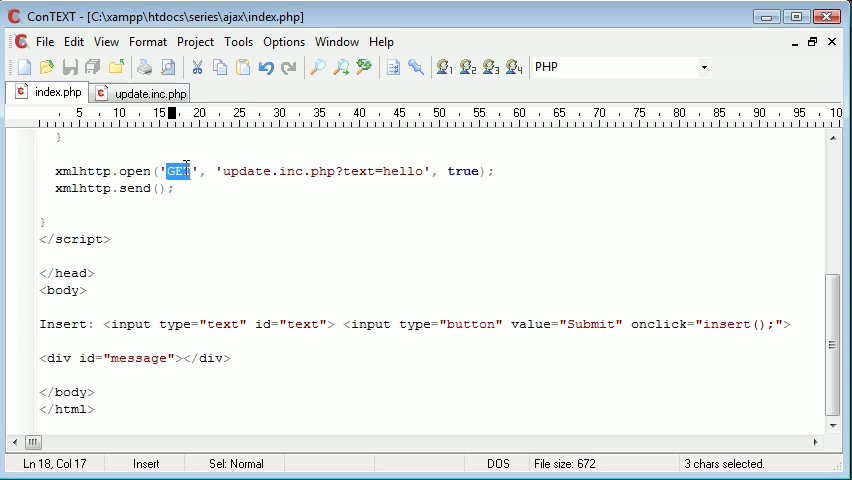 ConTEXT - [C:\xampp\htdocs\series\ajax\index.php]
File Edit View Format Project Tools Options Window Help
1 2 3 4 PHP
index.php update.inc.php
5 10 15 20 25 30 35 40 45 50 55 60 65 70 75 80 85 90 95 10
}
xmlhttp.open('GET', 'update.inc.php?text=hello', true);
xmlhttp.send();
}
</script>
</head>
<body>
Insert: <input type="text" id="text"> <input type="button" value="Submit" onclick="insert();">
<div id="message"></div>
</body>
</html>
Ln 18, Col 17 Insert Sel: Normal DOS File size: 672 3 chars selected.